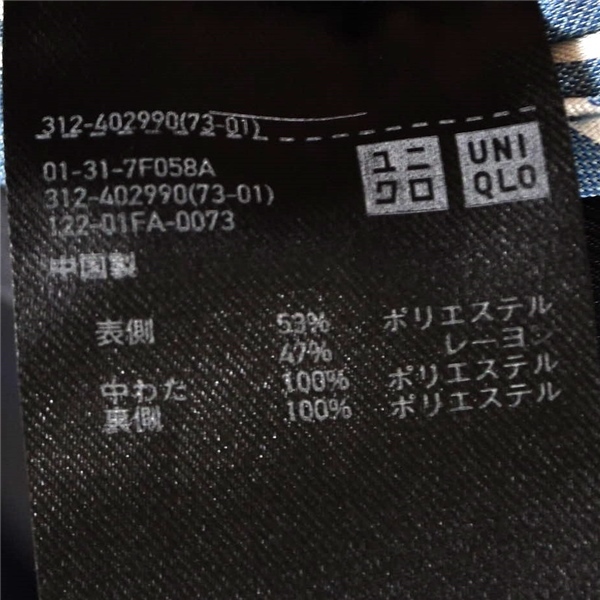 312-402990(73-01)
ユニ
クロ
UNI
QLO
01-31-7F058A
312-402990(73-01)
122-01FA-0073
中国製
表側 53% ポリエステル
47% レーヨン
中わた 100% ポリエステル
裏側 100% ポリエステル